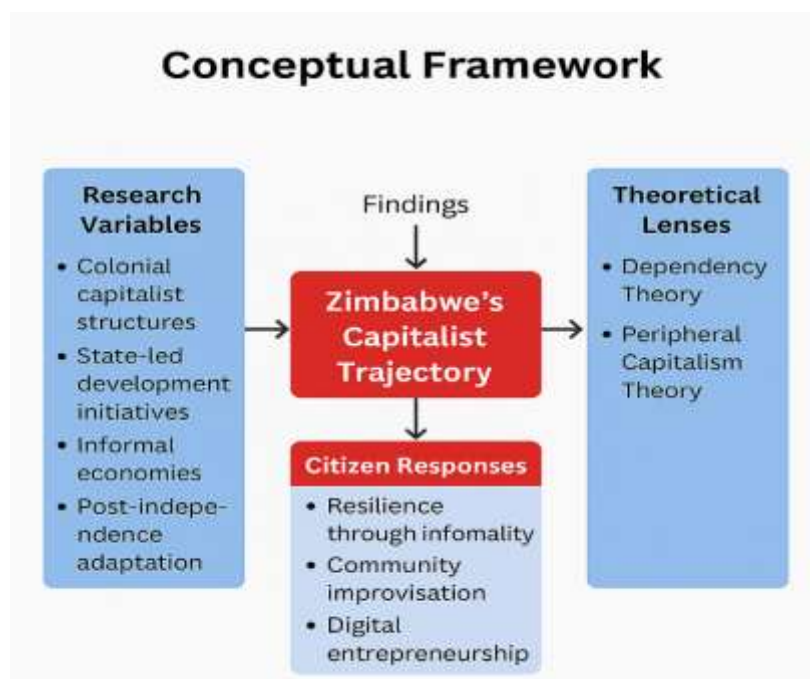 Conceptual Framework
Research
Variables
• Colonial
capitalist
structures
• State-led
development
initiatives
• Informal
economies
• Post-indepe-
ndence
adaptation
Findings
Zimbabwe's
Capitalist
Trajectory
Citizen Responses
• Resilience
through infomality
• Community
improvisation
• Digital
entrepreneurship
Theoretical
Lenses
• Dependency
Theory
• Peripheral
Capitalism
Theory